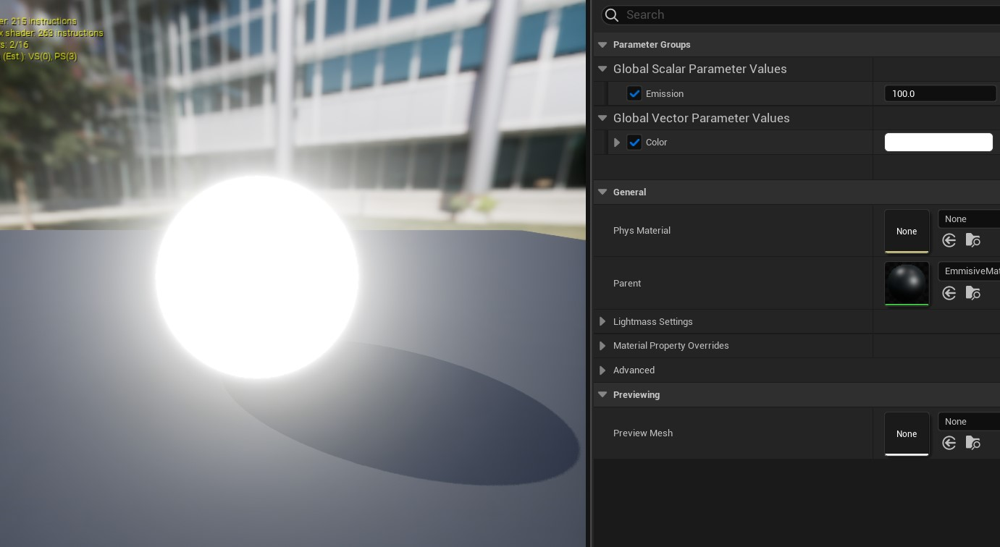 er: 215 instructions
x shader: 263 instructions
s: 2/16
(Est.): VS(0), PS(3)
Search
Parameter Groups
Global Scalar Parameter Values
Emission
100.0
Global Vector Parameter Values
Color
General
Phys Material
None
None
Parent
EmmisiveMat
Lightmass Settings
Material Property Overrides
Advanced
Previewing
Preview Mesh
None
None